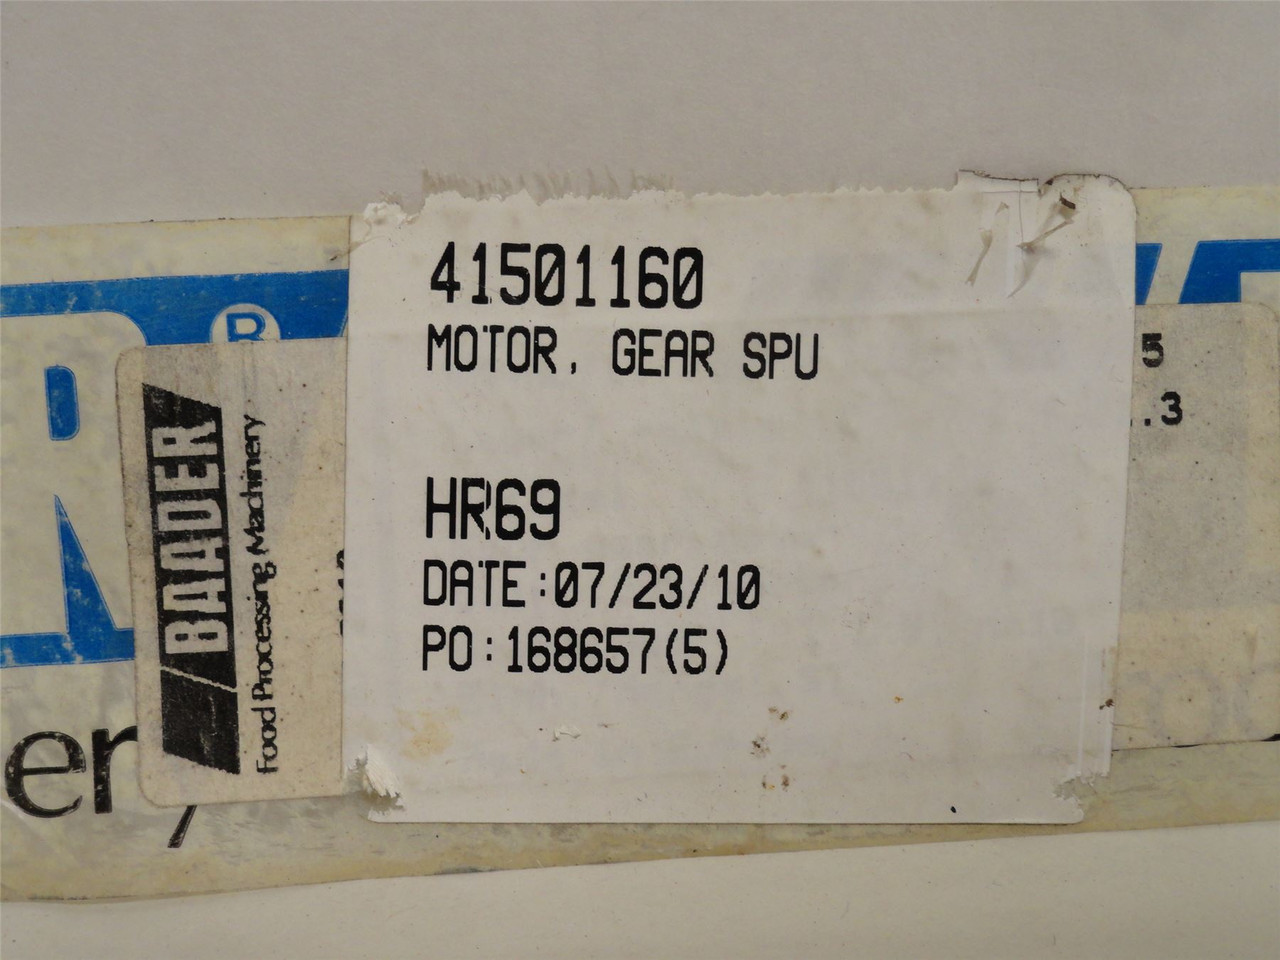 41501160
MOTOR, GEAR SPU
HR69
DATE:07/23/10
PO:168657(5)
BAADER
Food Processing Machinery
®
5
.3
er,